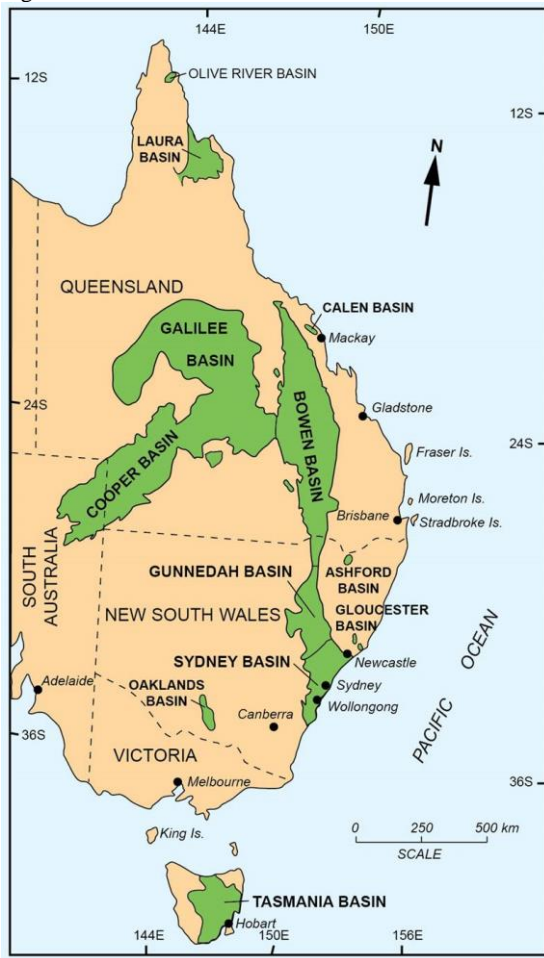 144E
150E
12S
OLIVE RIVER BASIN
12S
LAURA
BASIN
N
QUEENSLAND
CALEN BASIN
GALILEE
BASIN
Mackay
BOWEN BASIN
24S
Gladstone
24S
COOPER BASIN
Fraser Is.
Moreton Is.
Brisbane
Stradbroke Is.
SOUTH
AUSTRALIA
GUNNEDAH BASIN
ASHFORD
BASIN
NEW SOUTH WALES
GLOUCESTER
BASIN
PACIFIC OCEAN
Newcastle
SYDNEY BASIN
Adelaide
OAKLANDS
BASIN
Sydney
Wollongong
Canberra
36S
VICTORIA
Melbourne
36S
King Is.
0 250 500 km
SCALE
TASMANIA BASIN
Hobart
144E
150E
156E